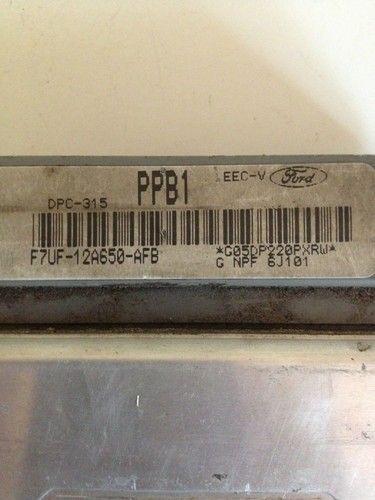 DPC-315 PPB1 EEC-V Ford
F7UF-12A650-AFB *G05DP220PXRW*
G NPF 6J101